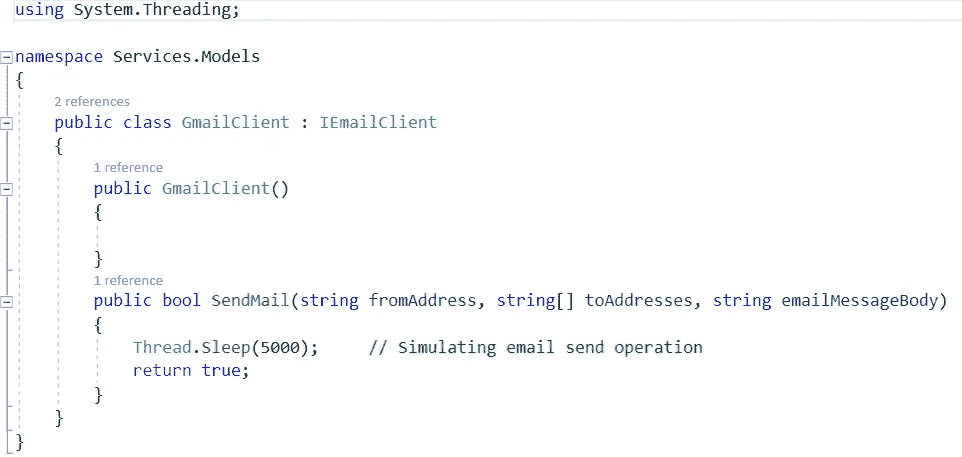 using System.Threading;
namespace Services.Models
{
2 references
public class GmailClient : IEmailClient
{
1 reference
public GmailClient()
{
}
1 reference
public bool SendMail(string fromAddress, string[] toAddresses, string emailMessageBody)
{
Thread.Sleep(5000); // Simulating email send operation
return true;
}
}
}